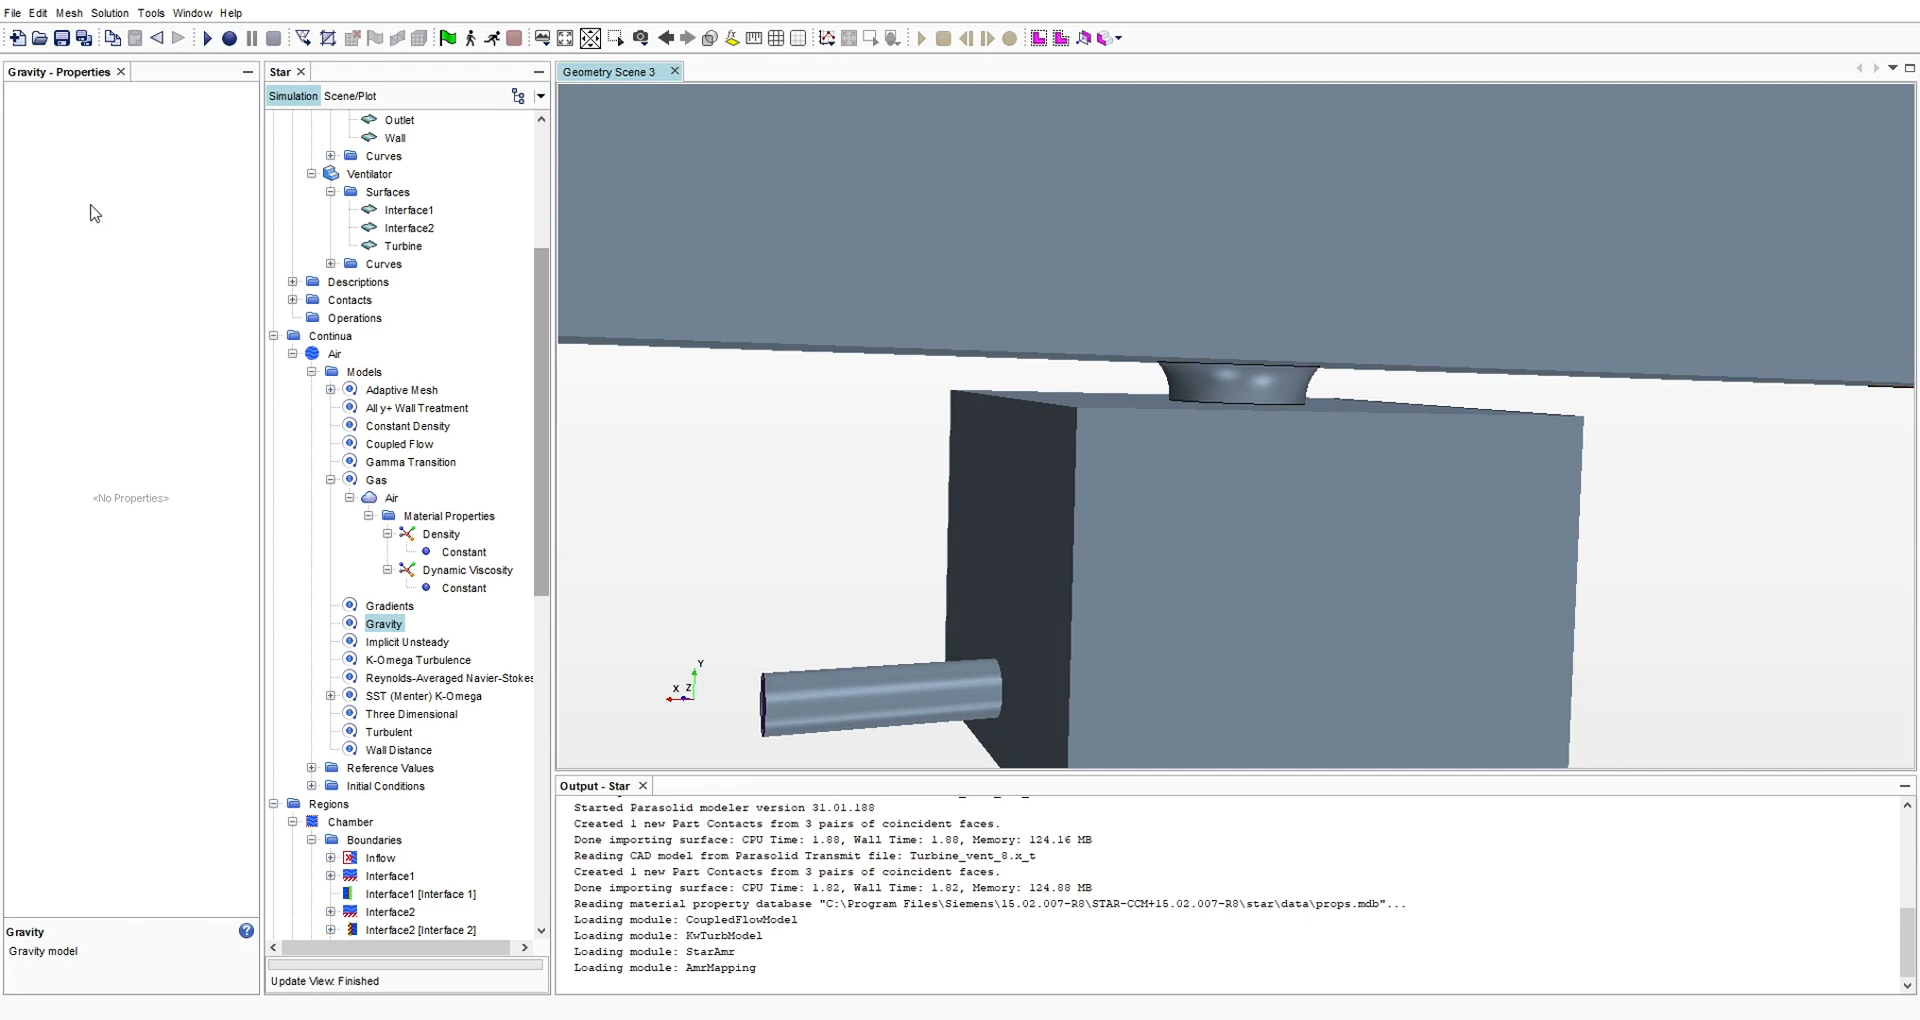 File Edit Mesh Solution Tools Window Help
Gravity - Properties
<No Properties>
Gravity
Gravity model
Star
Simulation Scene/Plot
Outlet
Wall
Curves
Ventilator
Surfaces
Interface1
Interface2
Turbine
Curves
Descriptions
Contacts
Operations
Continua
Air
Models
Adaptive Mesh
All y+ Wall Treatment
Constant Density
Coupled Flow
Gamma Transition
Gas
Air
Material Properties
Density
Constant
Dynamic Viscosity
Constant
Gradients
Gravity
Implicit Unsteady
K-Omega Turbulence
Reynolds-Averaged Navier-Stokes
SST (Menter) K-Omega
Three Dimensional
Turbulent
Wall Distance
Reference Values
Initial Conditions
Regions
Chamber
Boundaries
Inflow
Interface1
Interface1 [Interface 1]
Interface2
Interface2 [Interface 2]
Update View: Finished
Geometry Scene 3
Y
X Z
Output - Star
Started Parasolid modeler version 31.01.188
Created 1 new Part Contacts from 3 pairs of coincident faces.
Done importing surface: CPU Time: 1.88, Wall Time: 1.88, Memory: 124.16 MB
Reading CAD model from Parasolid Transmit file: Turbine_vent_8.x_t
Created 1 new Part Contacts from 3 pairs of coincident faces.
Done importing surface: CPU Time: 1.82, Wall Time: 1.82, Memory: 124.88 MB
Reading material property database "C:\Program Files\Siemens\15.02.007-R8\STAR-CCM+15.02.007-R8\star\data\props.mdb"...
Loading module: CoupledFlowModel
Loading module: KwTurbModel
Loading module: StarAmr
Loading module: AmrMapping